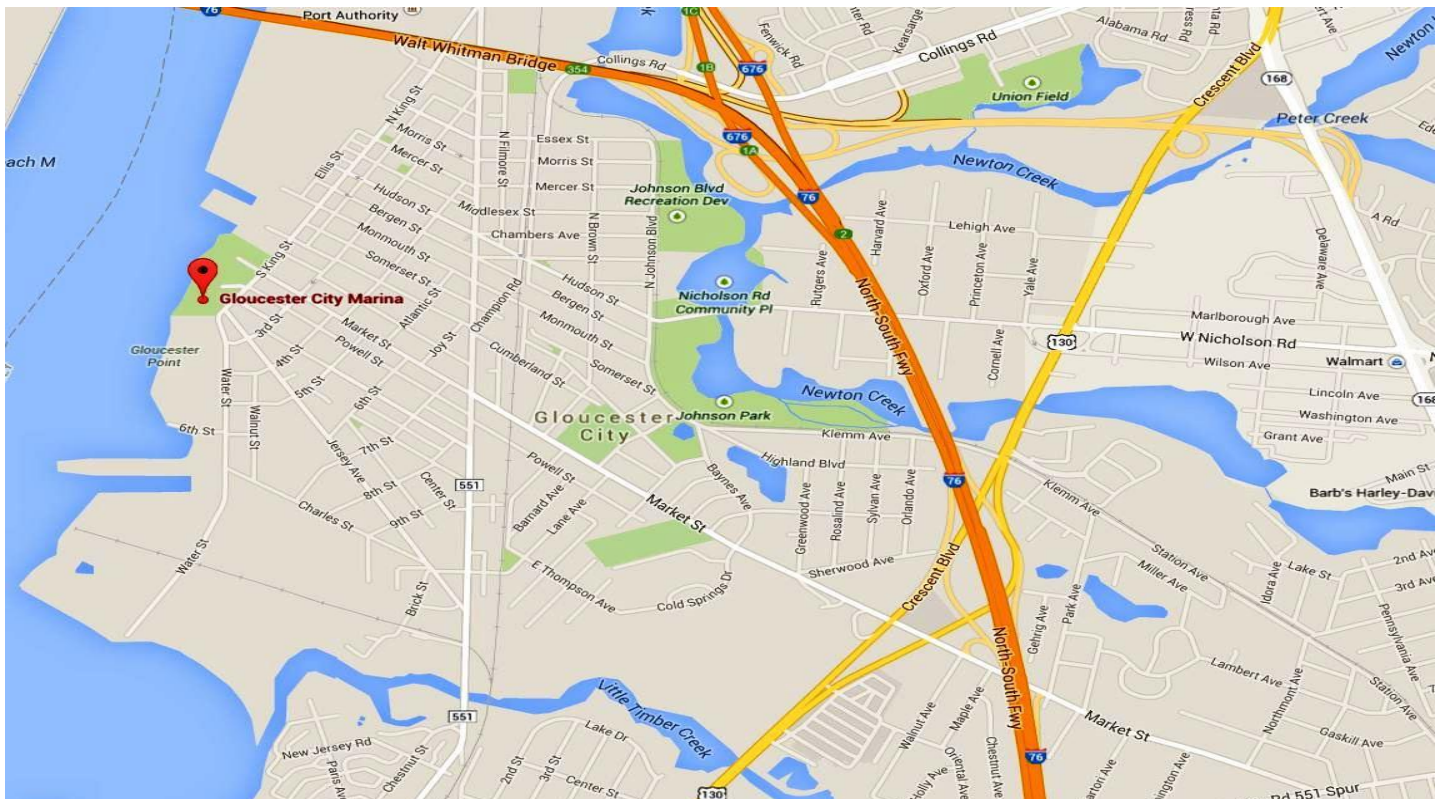 76
Port Authority
Walt Whitman Bridge
354
Collings Rd
1C
1B
676
Fenwick Rd
Kearsarge
Collings Rd
Union Field
Crescent Blvd
Alabama Rd
168
Peter Creek
676
1A
76
2
Newton Creek
each M
N King St
Morris St
Mercer St
Ellis St
Hudson St
Bergen St
Monmouth St
Somerset St
N Filmore St
Essex St
Morris St
Mercer St
Middlesex St
Chambers Ave
N Brown St
N Johnson Blvd
Johnson Blvd
Recreation Dev
Lehigh Ave
Harvard Ave
Rutgers Ave
Oxford Ave
Princeton Ave
Yale Ave
Delaware Ave
A Rd
S King St
Gloucester City Marina
Gloucester
Point
3rd St
4th St
5th St
6th St
Market St
Powell St
Atlantic St
Joy St
Champion Rd
Hudson St
Bergen St
Monmouth St
Somerset St
Cumberland St
Nicholson Rd
Community Pl
North-South Fwy
Cornell Ave
130
Marlborough Ave
W Nicholson Rd
Wilson Ave
Walmart
Lincoln Ave
168
Washington Ave
Grant Ave
Main St
Barb's Harley-Dav
Water St
Walnut St
6th St
Jersey Ave
7th St
8th St
9th St
Center St
Charles St
Gloucester
City
Johnson Park
Newton Creek
Klemm Ave
Highland Blvd
Baynes Ave
Greenwood Ave
Rosalind Ave
Sylvan Ave
Orlando Ave
76
Klemm Ave
551
Powell St
Barnard Ave
Lane Ave
Market St
Sherwood Ave
Crescent Blvd
Cold Springs Dr
E Thompson Ave
Water St
Brick St
Station Ave
Miller Ave
Idora Ave
Lake St
2nd Av
3rd Ave
Pennsylvania Ave
Gehrig Ave
Park Ave
North-South Fwy
Lambert Ave
Northmont Ave
Station Ave
Gaskill Ave
Market St
551
Little Timber Creek
New Jersey Rd
Paris Ave
Chestnut St
2nd St
3rd St
Lake Dr
Center St
130
Walnut Ave
Maple Ave
Holly Ave
Oriental Ave
Chestnut Ave
76
Rd 551 Spur